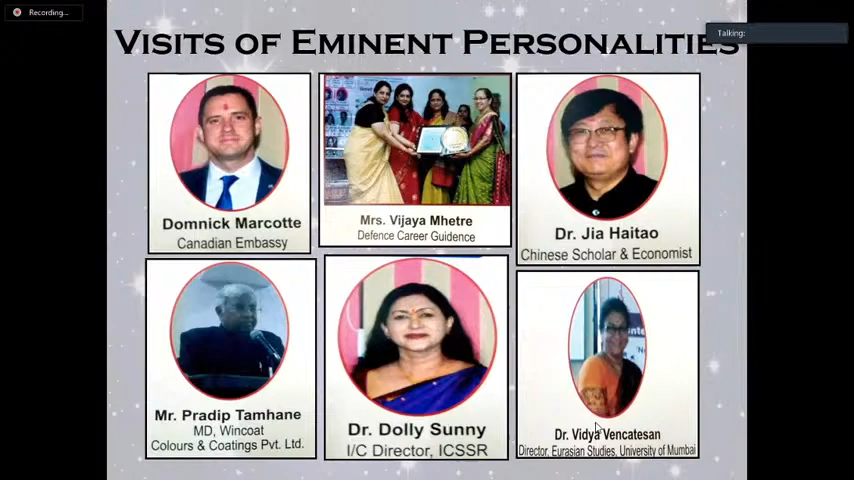 Recording...
Talking:
VISITS OF EMINENT PERSONALITIES
Domnick Marcotte
Canadian Embassy
Mrs. Vijaya Mhetre
Defence Career Guidence
Dr. Jia Haitao
Chinese Scholar & Economist
Mr. Pradip Tamhane
MD, Wincoat
Colours & Coatings Pvt. Ltd.
Dr. Dolly Sunny
I/C Director, ICSSR
Dr. Vidya Vencatesan
Director, Eurasian Studies, University of Mumbai